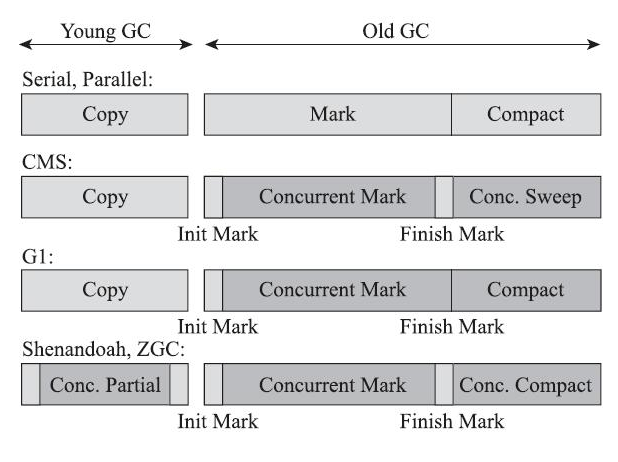 Young GC Old GC
Serial, Parallel:
Copy Mark Compact
CMS:
Copy Concurrent Mark Conc. Sweep
Init Mark Finish Mark
G1:
Copy Concurrent Mark Compact
Init Mark Finish Mark
Shenandoah, ZGC:
Conc. Partial Concurrent Mark Conc. Compact
Init Mark Finish Mark